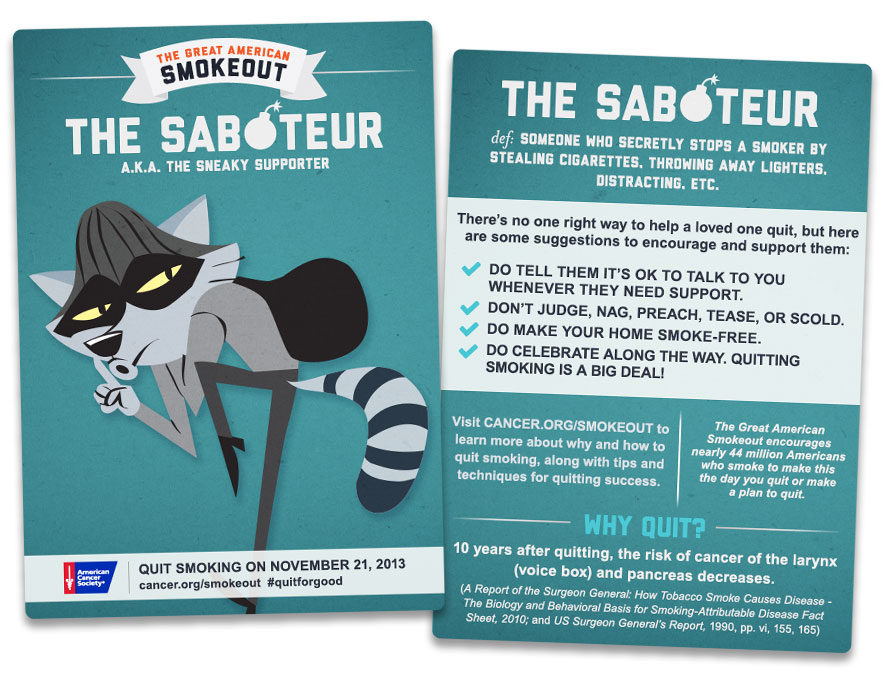 THE GREAT AMERICAN
SMOKEOUT
THE SABOTEUR
A.K.A. THE SNEAKY SUPPORTER
American
Cancer
Society®
QUIT SMOKING ON NOVEMBER 21, 2013
cancer.org/smokeout #quitforgood
THE SABOTEUR
def: SOMEONE WHO SECRETLY STOPS A SMOKER BY
STEALING CIGARETTES, THROWING AWAY LIGHTERS,
DISTRACTING, ETC.
There's no one right way to help a loved one quit, but here
are some suggestions to encourage and support them:
DO TELL THEM IT'S OK TO TALK TO YOU
WHENEVER THEY NEED SUPPORT.
DON'T JUDGE, NAG, PREACH, TEASE, OR SCOLD.
DO MAKE YOUR HOME SMOKE-FREE.
DO CELEBRATE ALONG THE WAY. QUITTING
SMOKING IS A BIG DEAL!
Visit CANCER.ORG/SMOKEOUT to
learn more about why and how to
quit smoking, along with tips and
techniques for quitting success.
The Great American
Smokeout encourages
nearly 44 million Americans
who smoke to make this
the day you quit or make
a plan to quit.
WHY QUIT?
10 years after quitting, the risk of cancer of the larynx
(voice box) and pancreas decreases.
(A Report of the Surgeon General: How Tobacco Smoke Causes Disease -
The Biology and Behavioral Basis for Smoking-Attributable Disease Fact
Sheet, 2010; and US Surgeon General's Report, 1990, pp. vi, 155, 165)